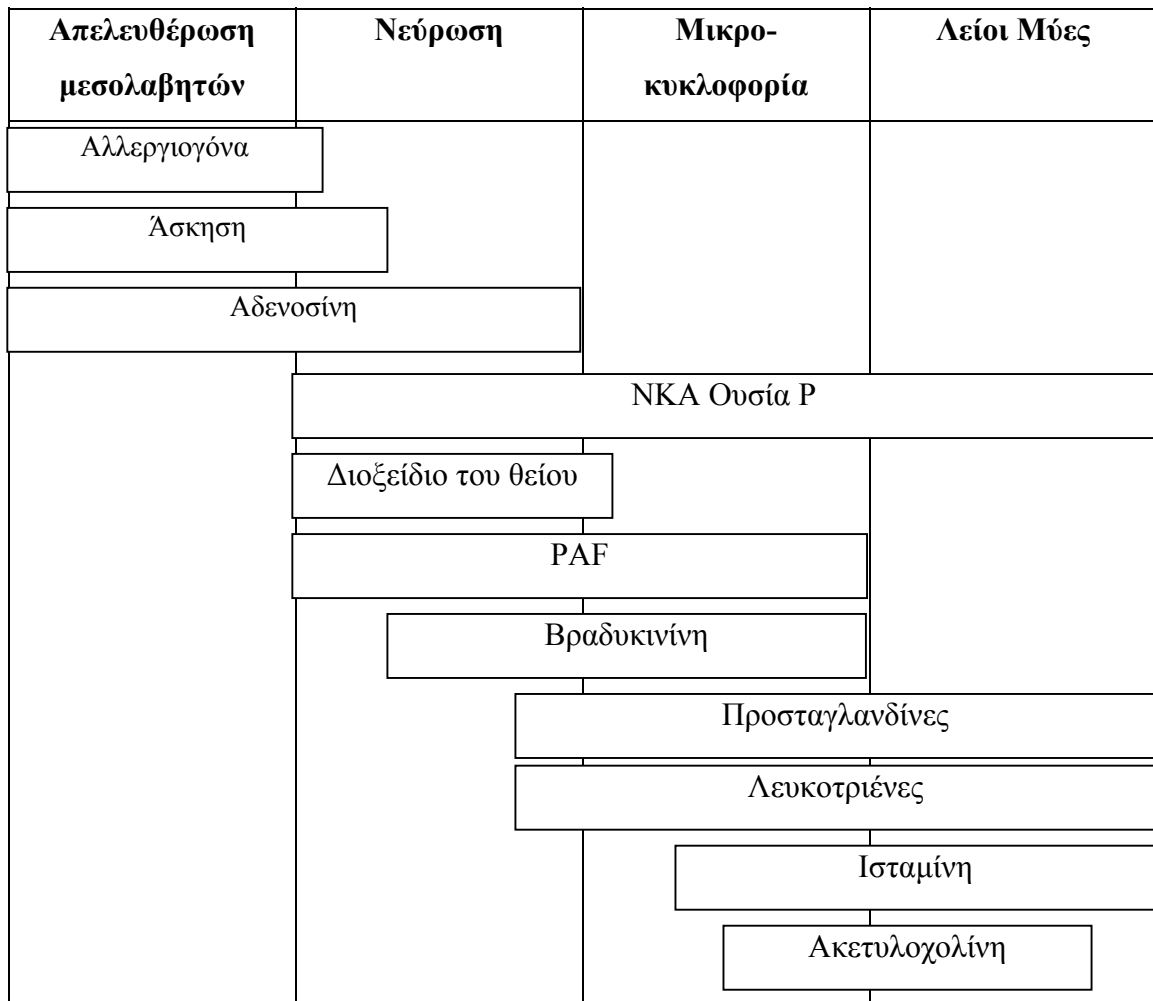 Απελευθέρωση μεσολαβητών
Νεύρωση
Μικρο-κυκλοφορία
Λείοι Μύες
Αλλεργιογόνα
Άσκηση
Αδενοσίνη
NKA Ουσία P
Διοξείδιο του θείου
PAF
Βραδυκινίνη
Προσταγλανδίνες
Λευκοτριένες
Ισταμίνη
Ακετυλοχολίνη